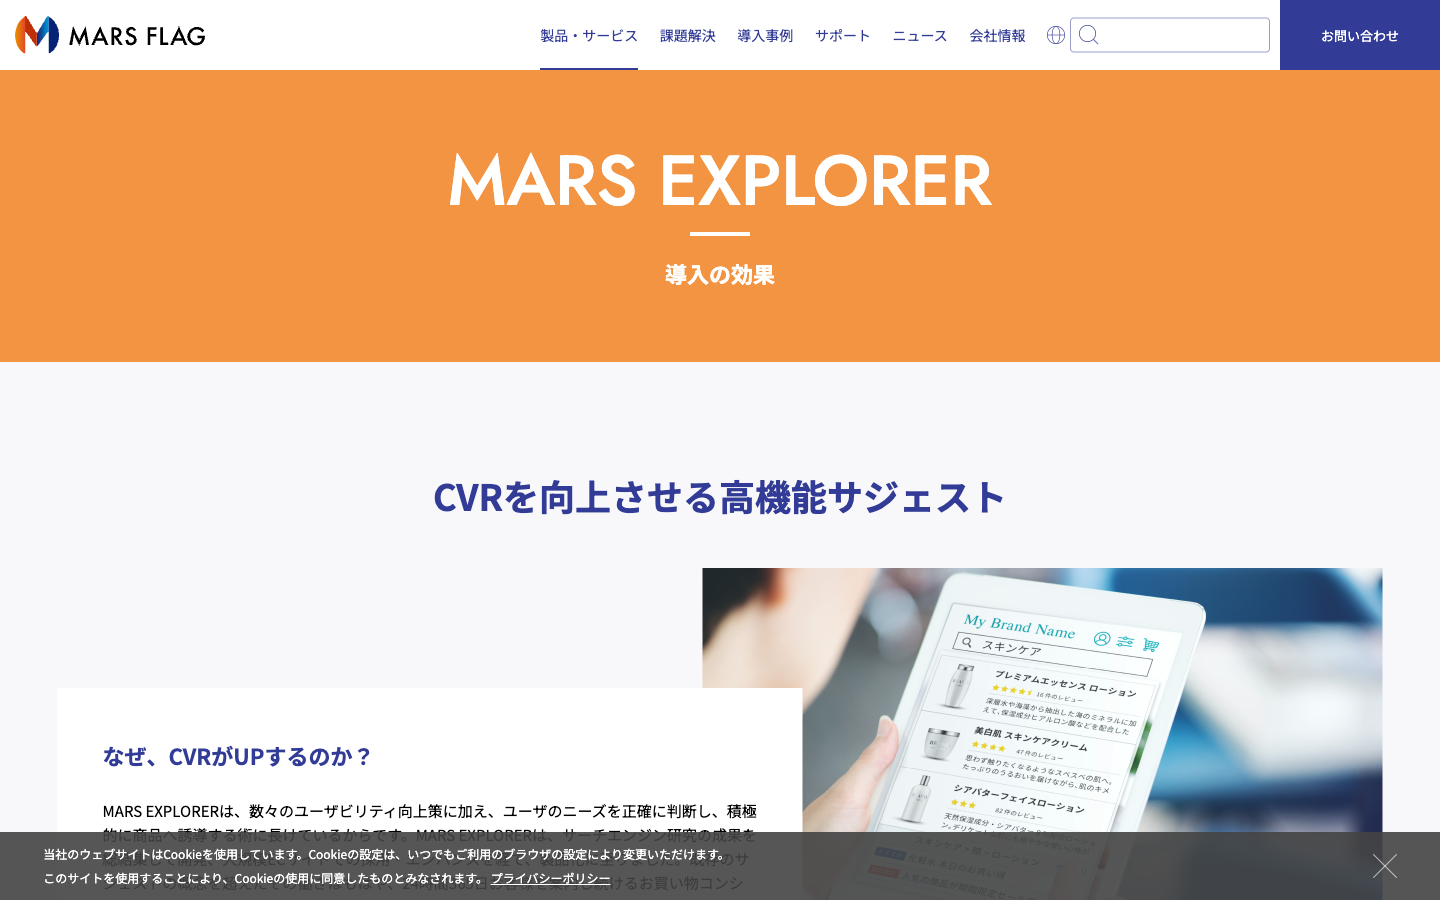 MARS FLAG
製品・サービス 課題解決 導入事例 サポート ニュース 会社情報
お問い合わせ
MARS EXPLORER
導入の効果
CVRを向上させる高機能サジェスト
My Brand Name
スキンケア
プレミアムエッセンス ローション
16 件のレビュー
深層水や海藻から抽出した海のミネラルに加
えて、保湿成分ヒアルロン酸などを配合した
美白肌 スキンケアクリーム
47 件のレビュー
思わず触りたくなるようなスベスベの肌へ。
たっぷりのうるおいを届けながら、肌のキメ
シアバターフェイスローション
82 件のレビュー
なぜ、CVRがUPするのか？
MARS EXPLORERは、数々のユーザビリティ向上策に加え、ユーザのニーズを正確に判断し、積極
的に商品へ誘導する術に長けているからです。MARS EXPLORERは、サーチエンジン研究の成果を
当社のウェブサイトはCookieを使用しています。Cookieの設定は、いつでもご利用のブラウザの設定により変更いただけます。
このサイトを使用することにより、Cookieの使用に同意したものとみなされます。 プライバシーポリシー